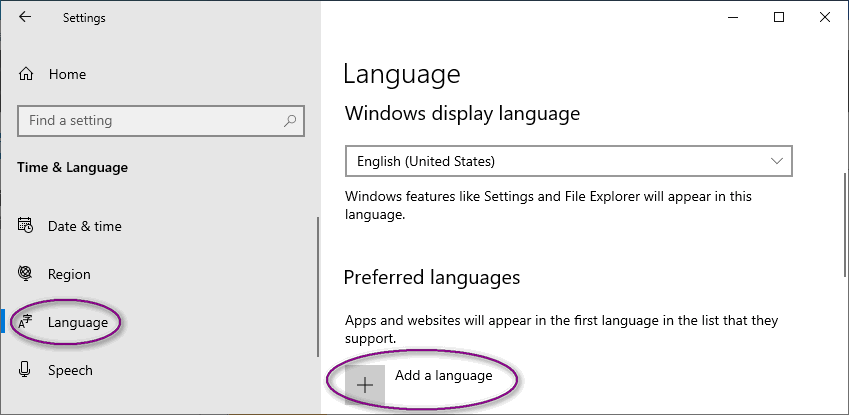 Settings
Home
Find a setting
Time & Language
Date & time
Region
Language
Speech
Language
Windows display language
English (United States)
Windows features like Settings and File Explorer will appear in this
language.
Preferred languages
Apps and websites will appear in the first language in the list that they
support.
Add a language